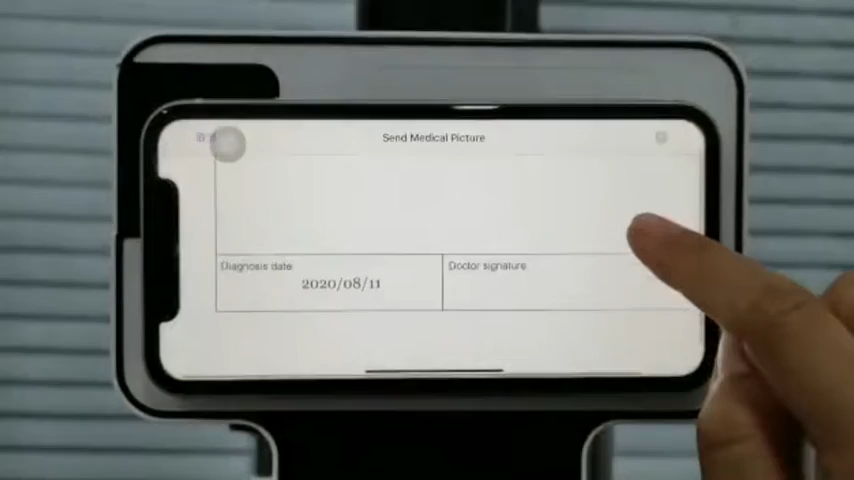 Send Medical Picture
Diagnosis date
Doctor signature
2020/08/11